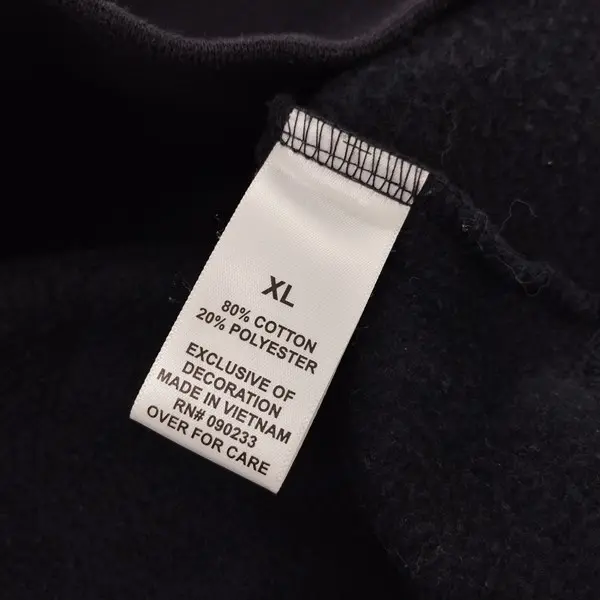 XL
80% COTTON
20% POLYESTER
EXCLUSIVE OF
DECORATION
MADE IN VIETNAM
RN# 090233
OVER FOR CARE